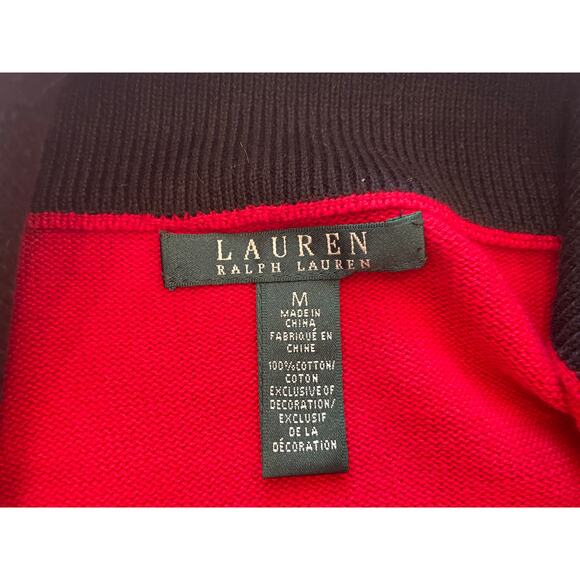 LAUREN
RALPH LAUREN
M
MADE IN
CHINA
FABRIQUÉ EN
CHINE
100%COTTON/
COTON
EXCLUSIVE OF
DECORATION/
EXCLUSIF
DE LA
DÉCORATION